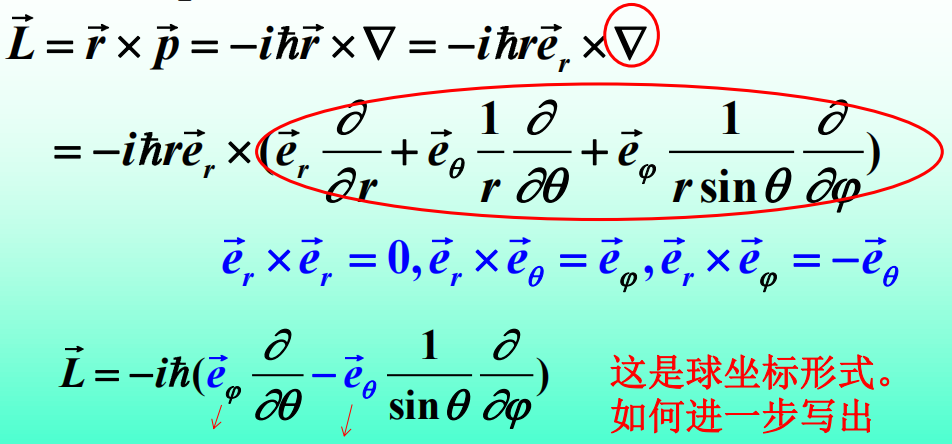 $\vec{L} = \vec{r} \times \vec{p} = -i\hbar\vec{r} \times \nabla = -i\hbar r\vec{e}_r \times \nabla$
$= -i\hbar r\vec{e}_r \times (\vec{e}_r \frac{\partial}{\partial r} + \vec{e}_\theta \frac{1}{r} \frac{\partial}{\partial \theta} + \vec{e}_\varphi \frac{1}{r \sin\theta} \frac{\partial}{\partial \varphi})$
$\vec{e}_r \times \vec{e}_r = 0, \vec{e}_r \times \vec{e}_\theta = \vec{e}_\varphi, \vec{e}_r \times \vec{e}_\varphi = -\vec{e}_\theta$
$\vec{L} = -i\hbar(\vec{e}_\varphi \frac{\partial}{\partial \theta} - \vec{e}_\theta \frac{1}{\sin\theta} \frac{\partial}{\partial \varphi})$
这是球坐标形式。
如何进一步写出